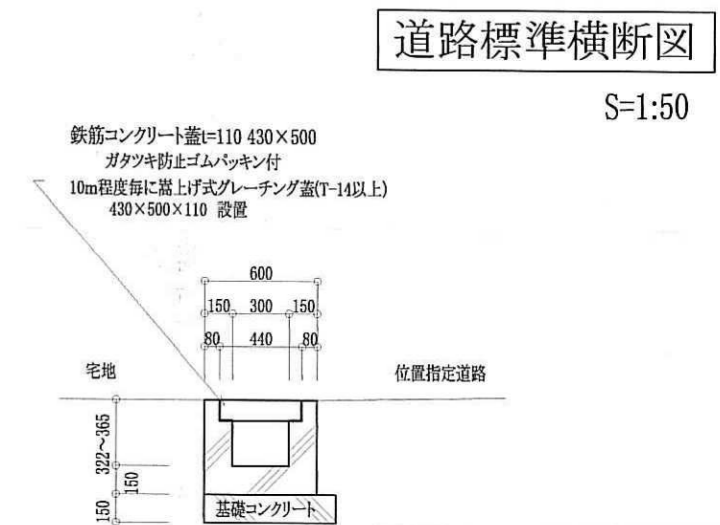 道路標準横断図
S=1:50
鉄筋コンクリート蓋t=110 430×500
ガタツキ防止ゴムパッキン付
10m程度毎に嵩上げ式グレーチング蓋(T-14以上)
430×500×110 設置
600
150 300 150
80 440 80
宅地
位置指定道路
322~365
150
150
基礎コンクリート